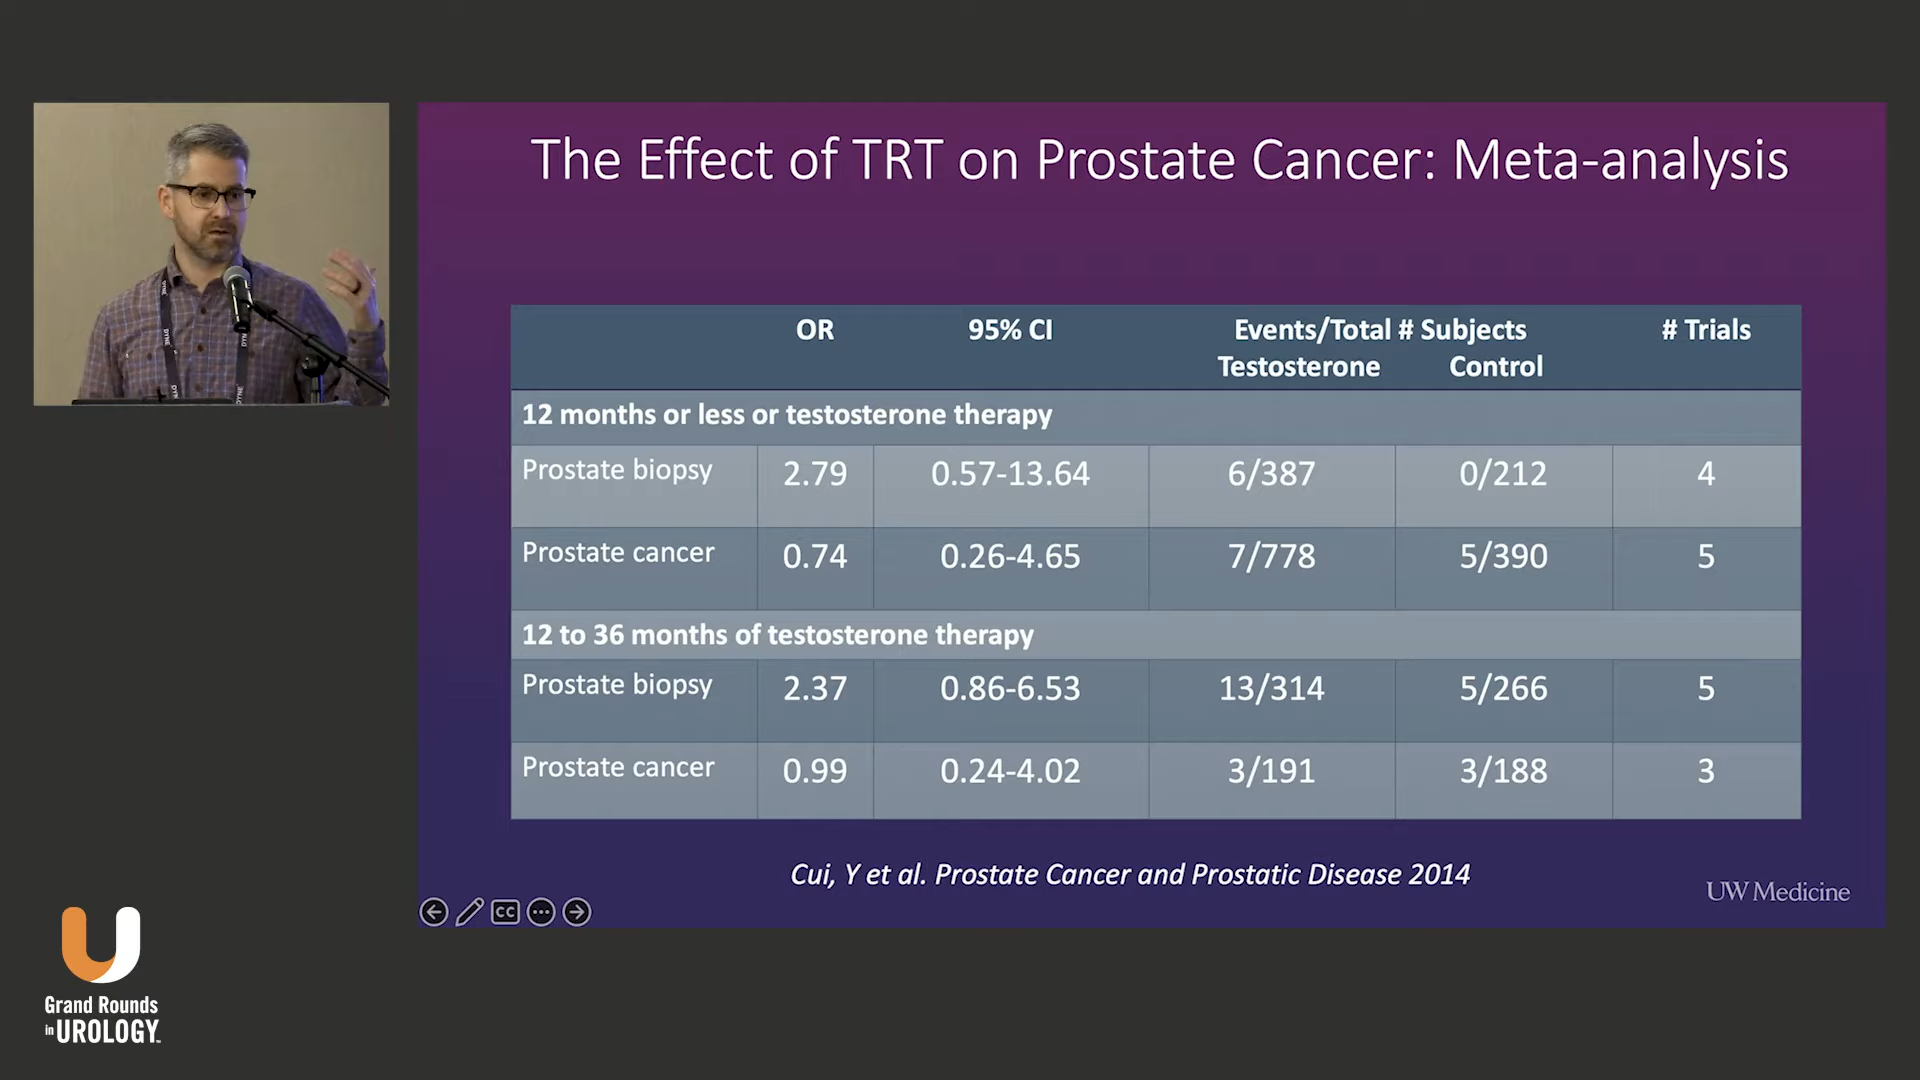 The Effect of TRT on Prostate Cancer: Meta-analysis
OR 95% CI Events/Total # Subjects # Trials
Testosterone Control
12 months or less or testosterone therapy
Prostate biopsy 2.79 0.57-13.64 6/387 0/212 4
Prostate cancer 0.74 0.26-4.65 7/778 5/390 5
12 to 36 months of testosterone therapy
Prostate biopsy 2.37 0.86-6.53 13/314 5/266 5
Prostate cancer 0.99 0.24-4.02 3/191 3/188 3
Cui, Y et al. Prostate Cancer and Prostatic Disease 2014
UW Medicine
CC
U
Grand Rounds
in UROLOGY